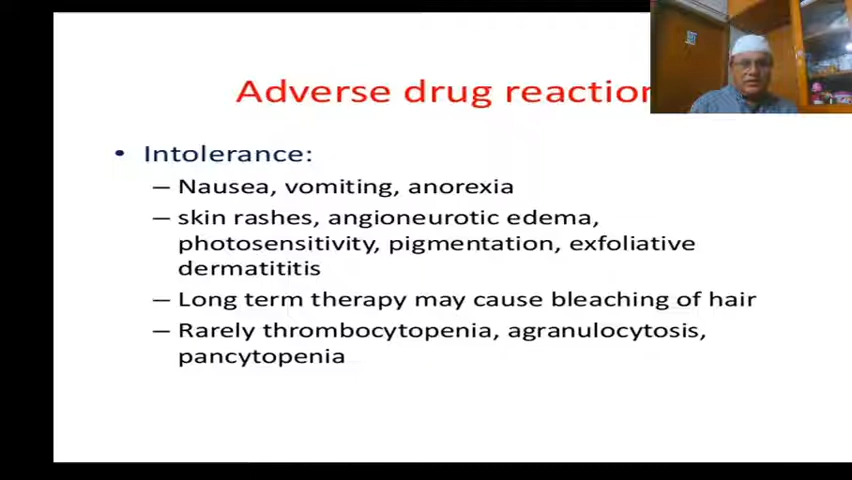 Adverse drug reaction
• Intolerance:
– Nausea, vomiting, anorexia
– skin rashes, angioneurotic edema,
photosensitivity, pigmentation, exfoliative
dermatititis
– Long term therapy may cause bleaching of hair
– Rarely thrombocytopenia, agranulocytosis,
pancytopenia